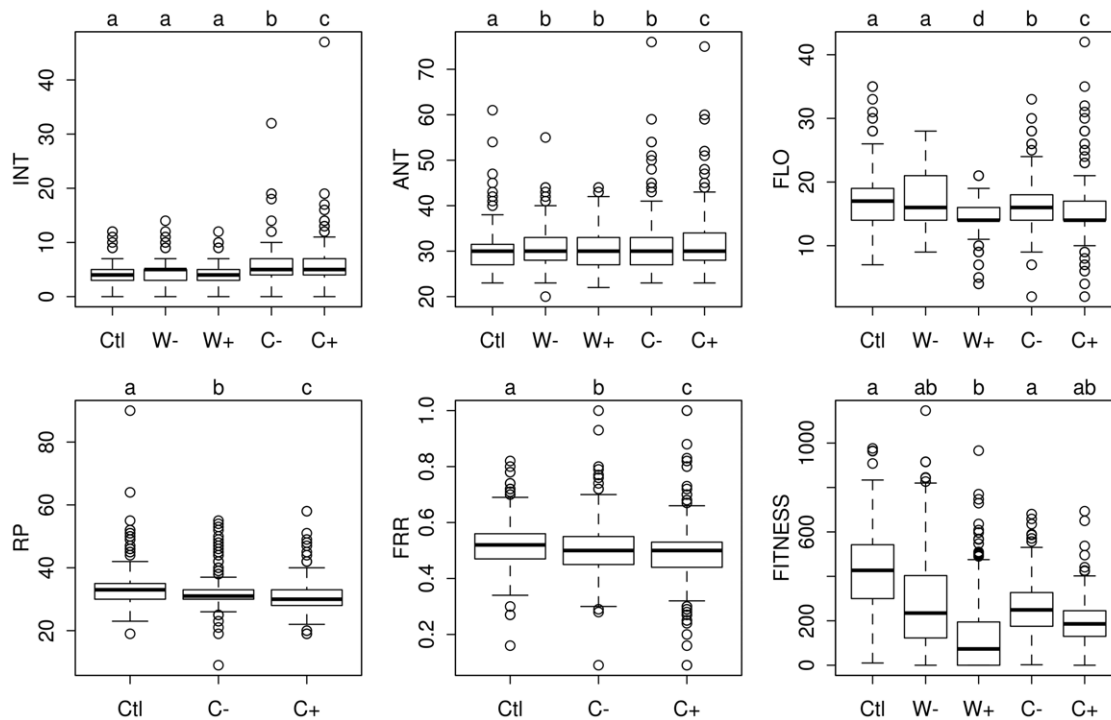 a a a b c
INT
0 10 20 30 40
Ctl W- W+ C- C+
a b b b c
ANT
20 30 40 50 60 70
Ctl W- W+ C- C+
a a d b c
FLO
10 20 30 40
Ctl W- W+ C- C+
a b c
RP
20 40 60 80
Ctl C- C+
a b c
FRR
0.2 0.4 0.6 0.8 1.0
Ctl C- C+
a ab b a ab
FITNESS
0 200 600 1000
Ctl W- W+ C- C+